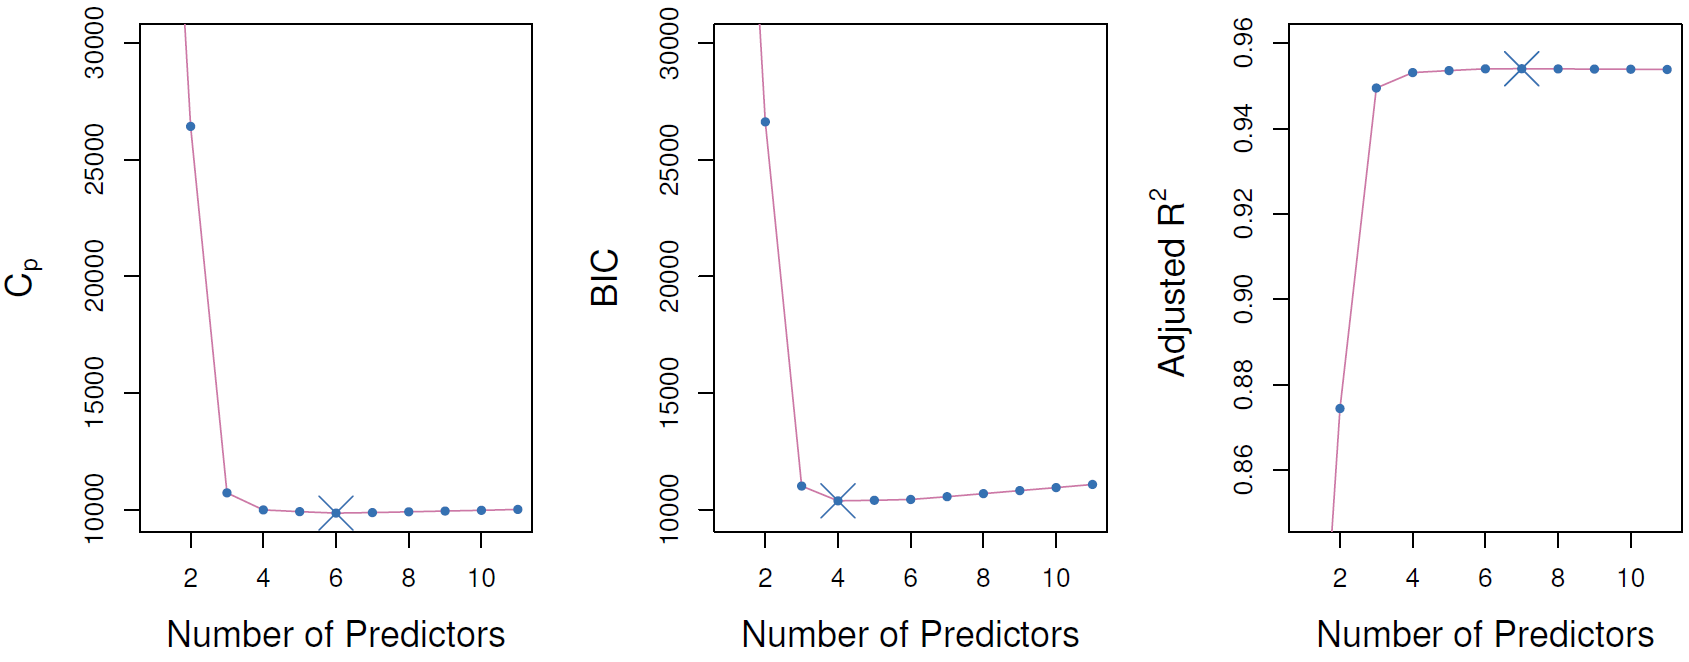 30000
25000
20000
15000
10000
C_p
2 4 6 8 10
Number of Predictors
30000
25000
20000
15000
10000
BIC
2 4 6 8 10
Number of Predictors
0.96
0.94
0.92
0.90
0.88
0.86
Adjusted R²
2 4 6 8 10
Number of Predictors